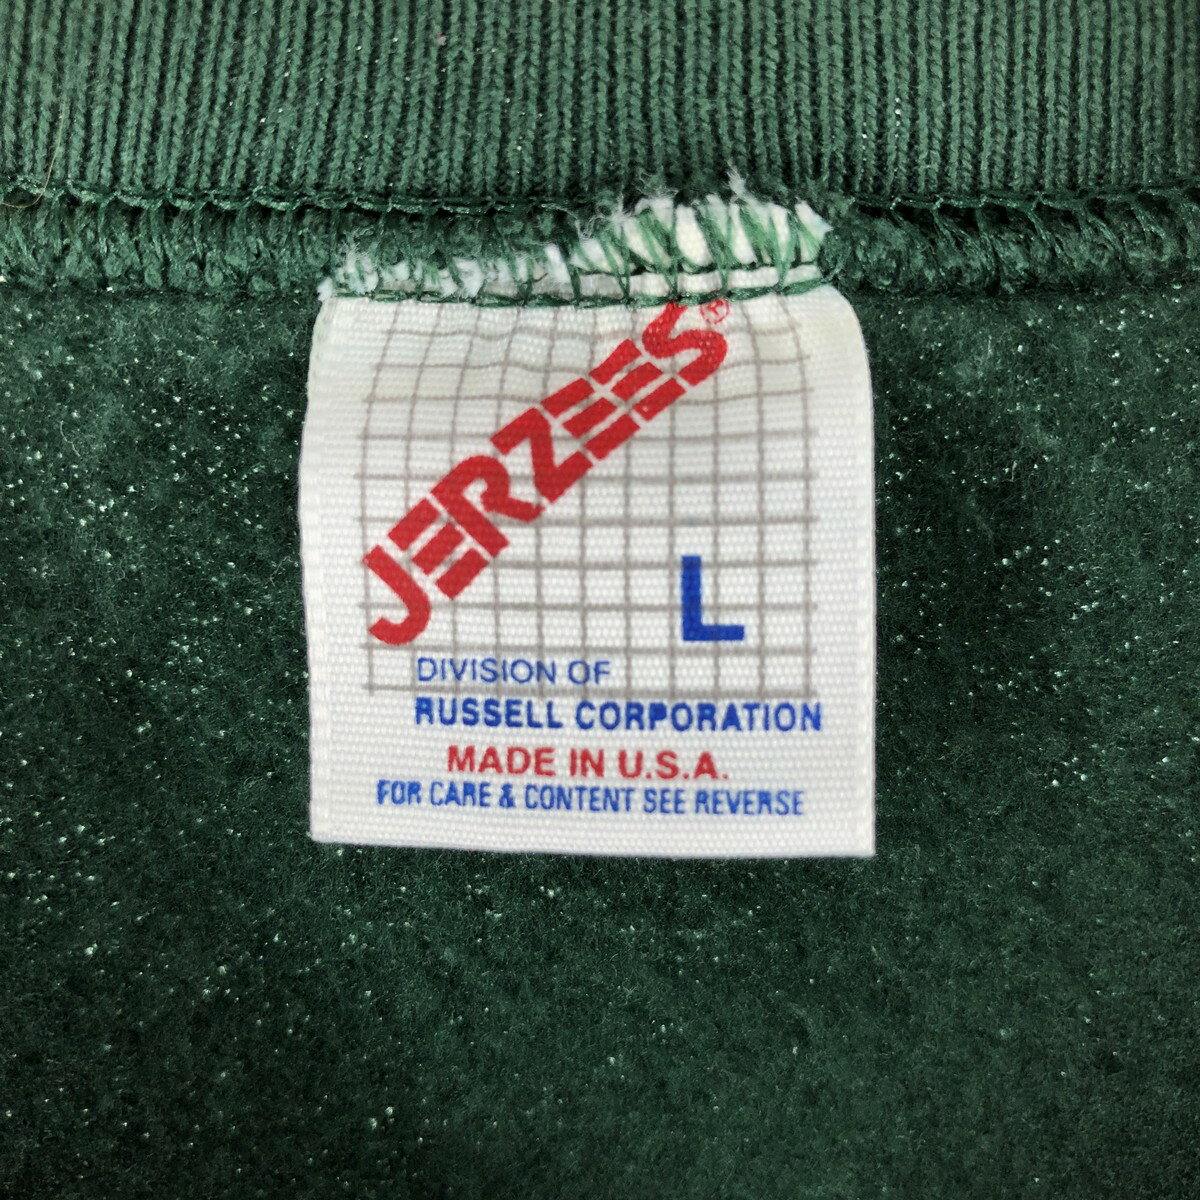 JERZEES®
L
DIVISION OF
RUSSELL CORPORATION
MADE IN U.S.A.
FOR CARE & CONTENT SEE REVERSE